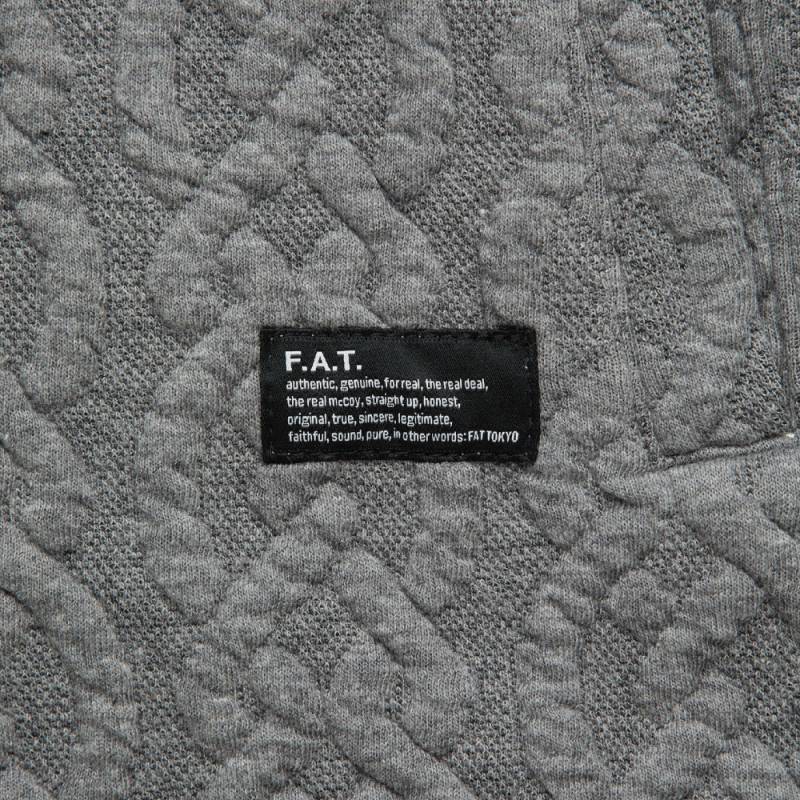 F.A.T.
authentic, genuine, for real, the real deal,
the real mccoy, straight up, honest,
original, true, sincere, legitimate,
faithful, sound, pure, in other words: FAT TOKYO